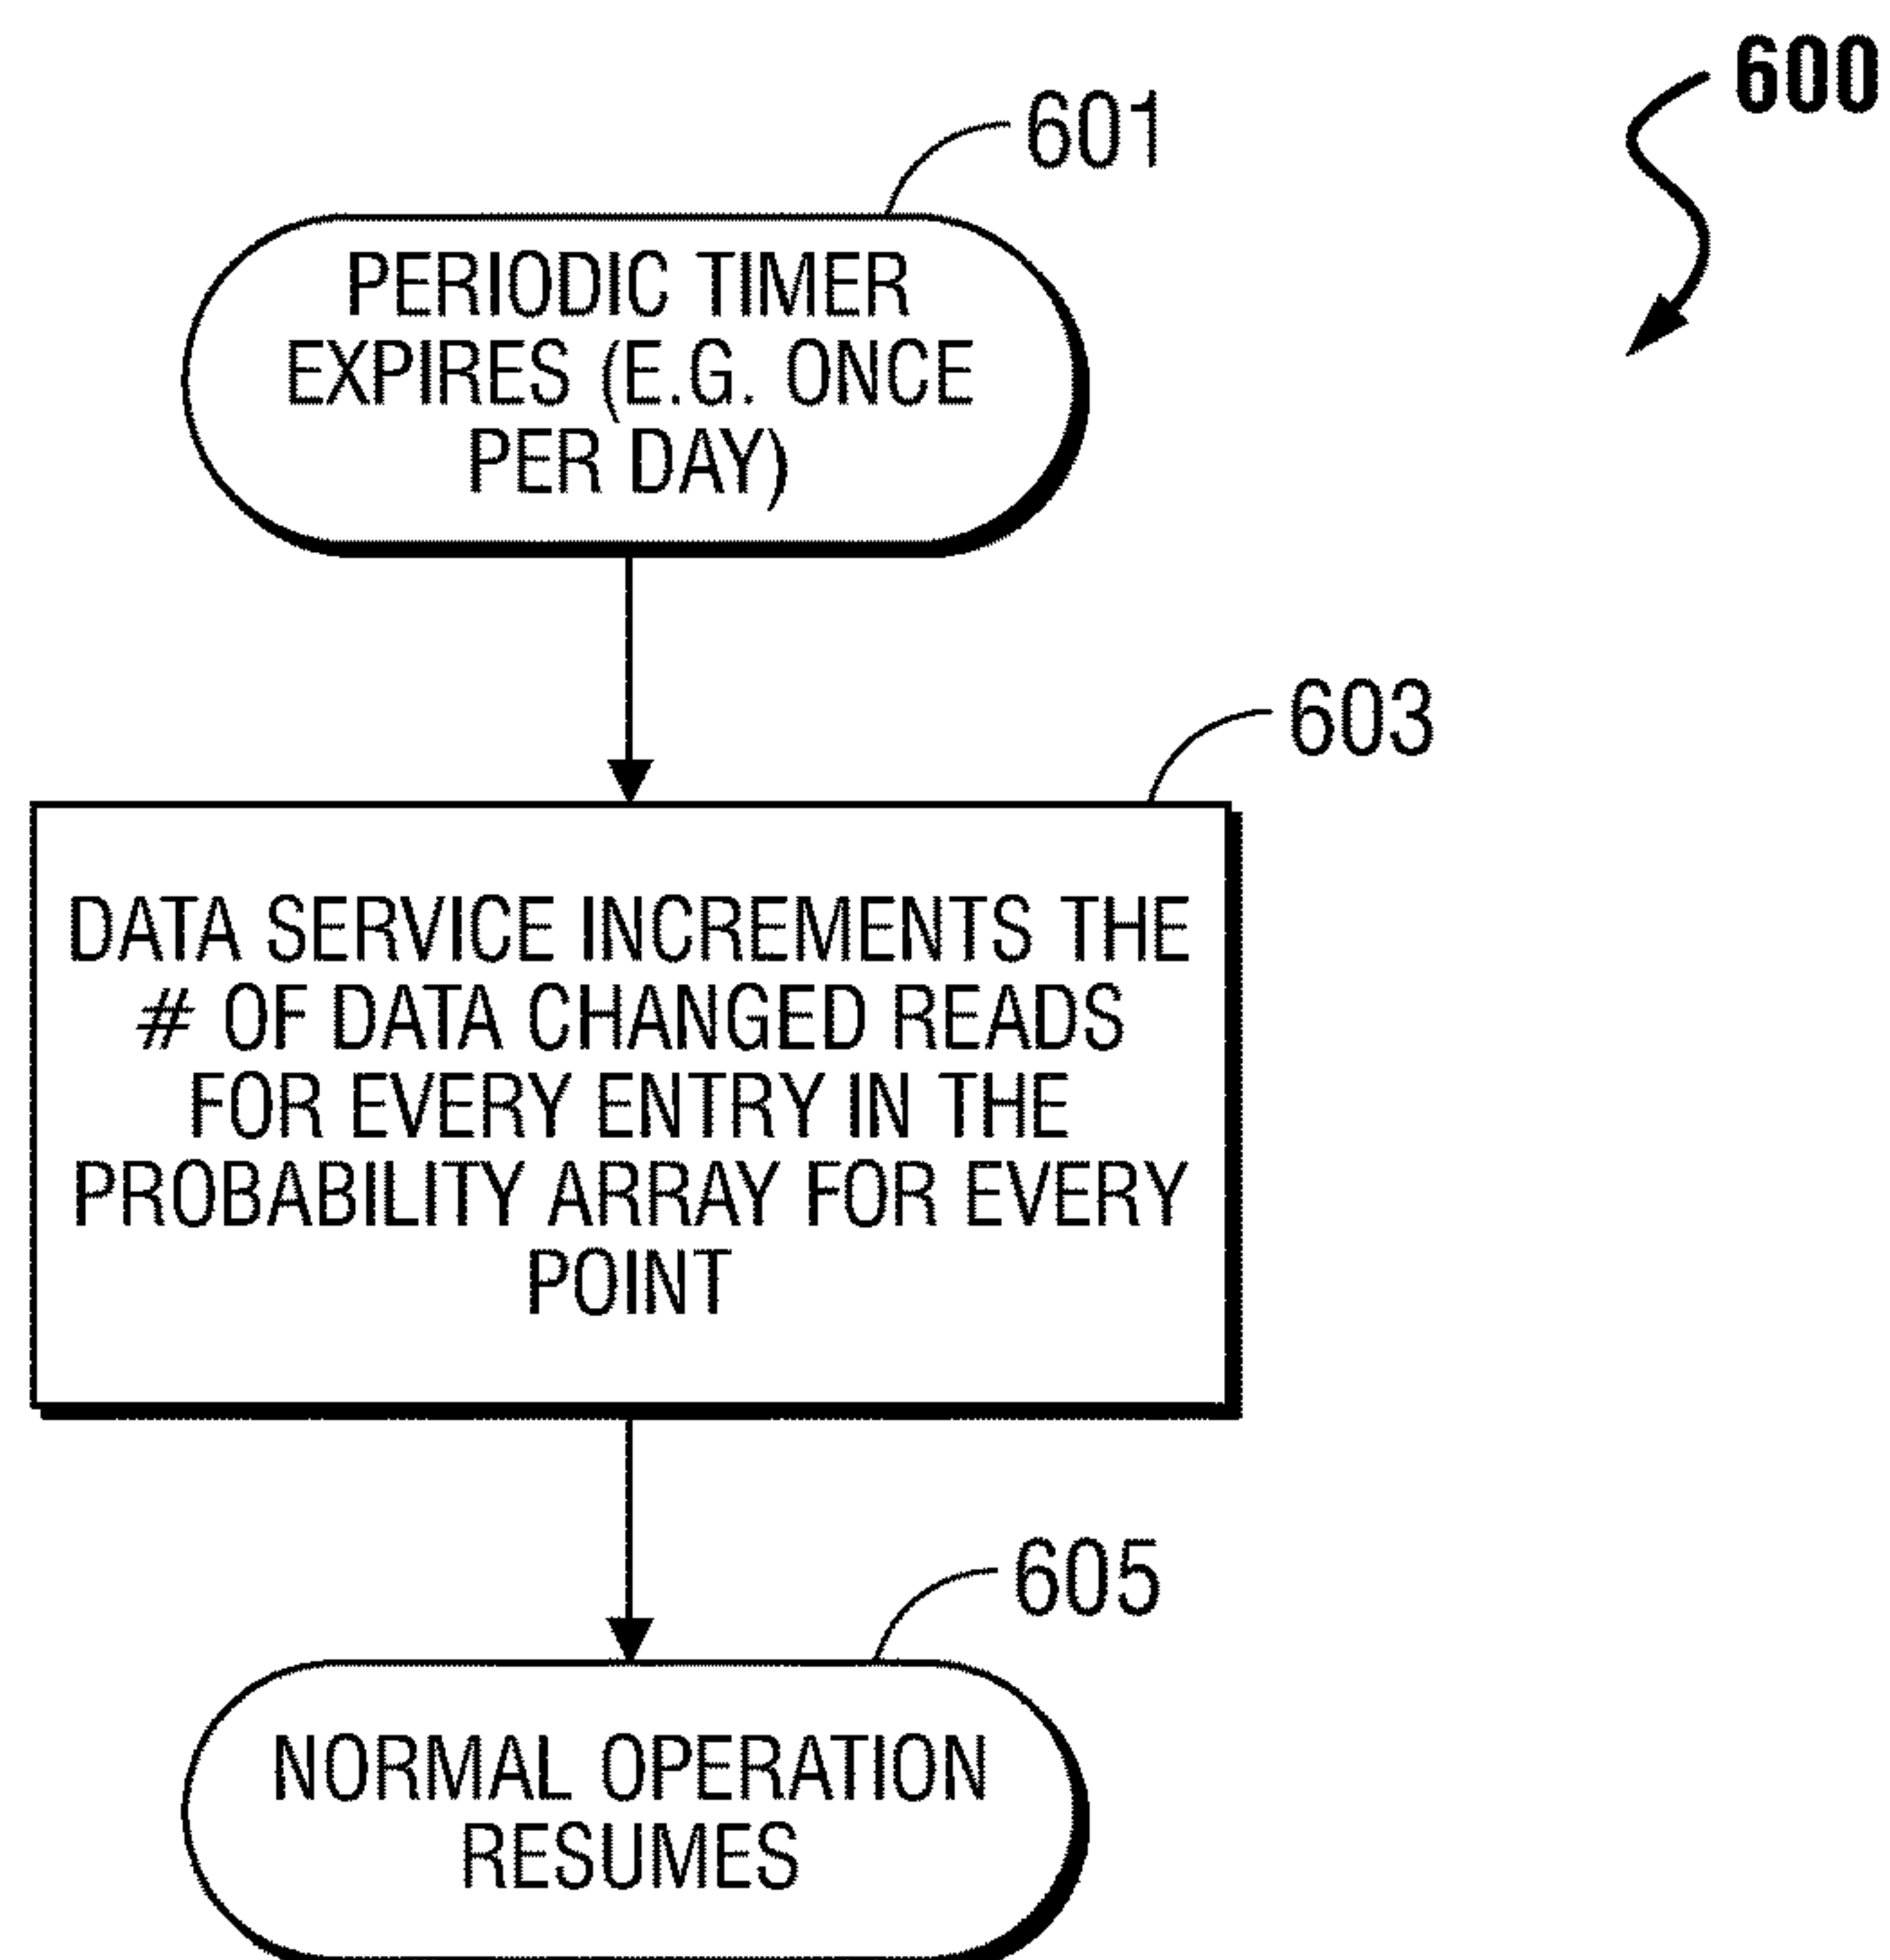 600
601
PERIODIC TIMER
EXPIRES (E.G. ONCE
PER DAY)
603
DATA SERVICE INCREMENTS THE
# OF DATA CHANGED READS
FOR EVERY ENTRY IN THE
PROBABILITY ARRAY FOR EVERY
POINT
605
NORMAL OPERATION
RESUMES